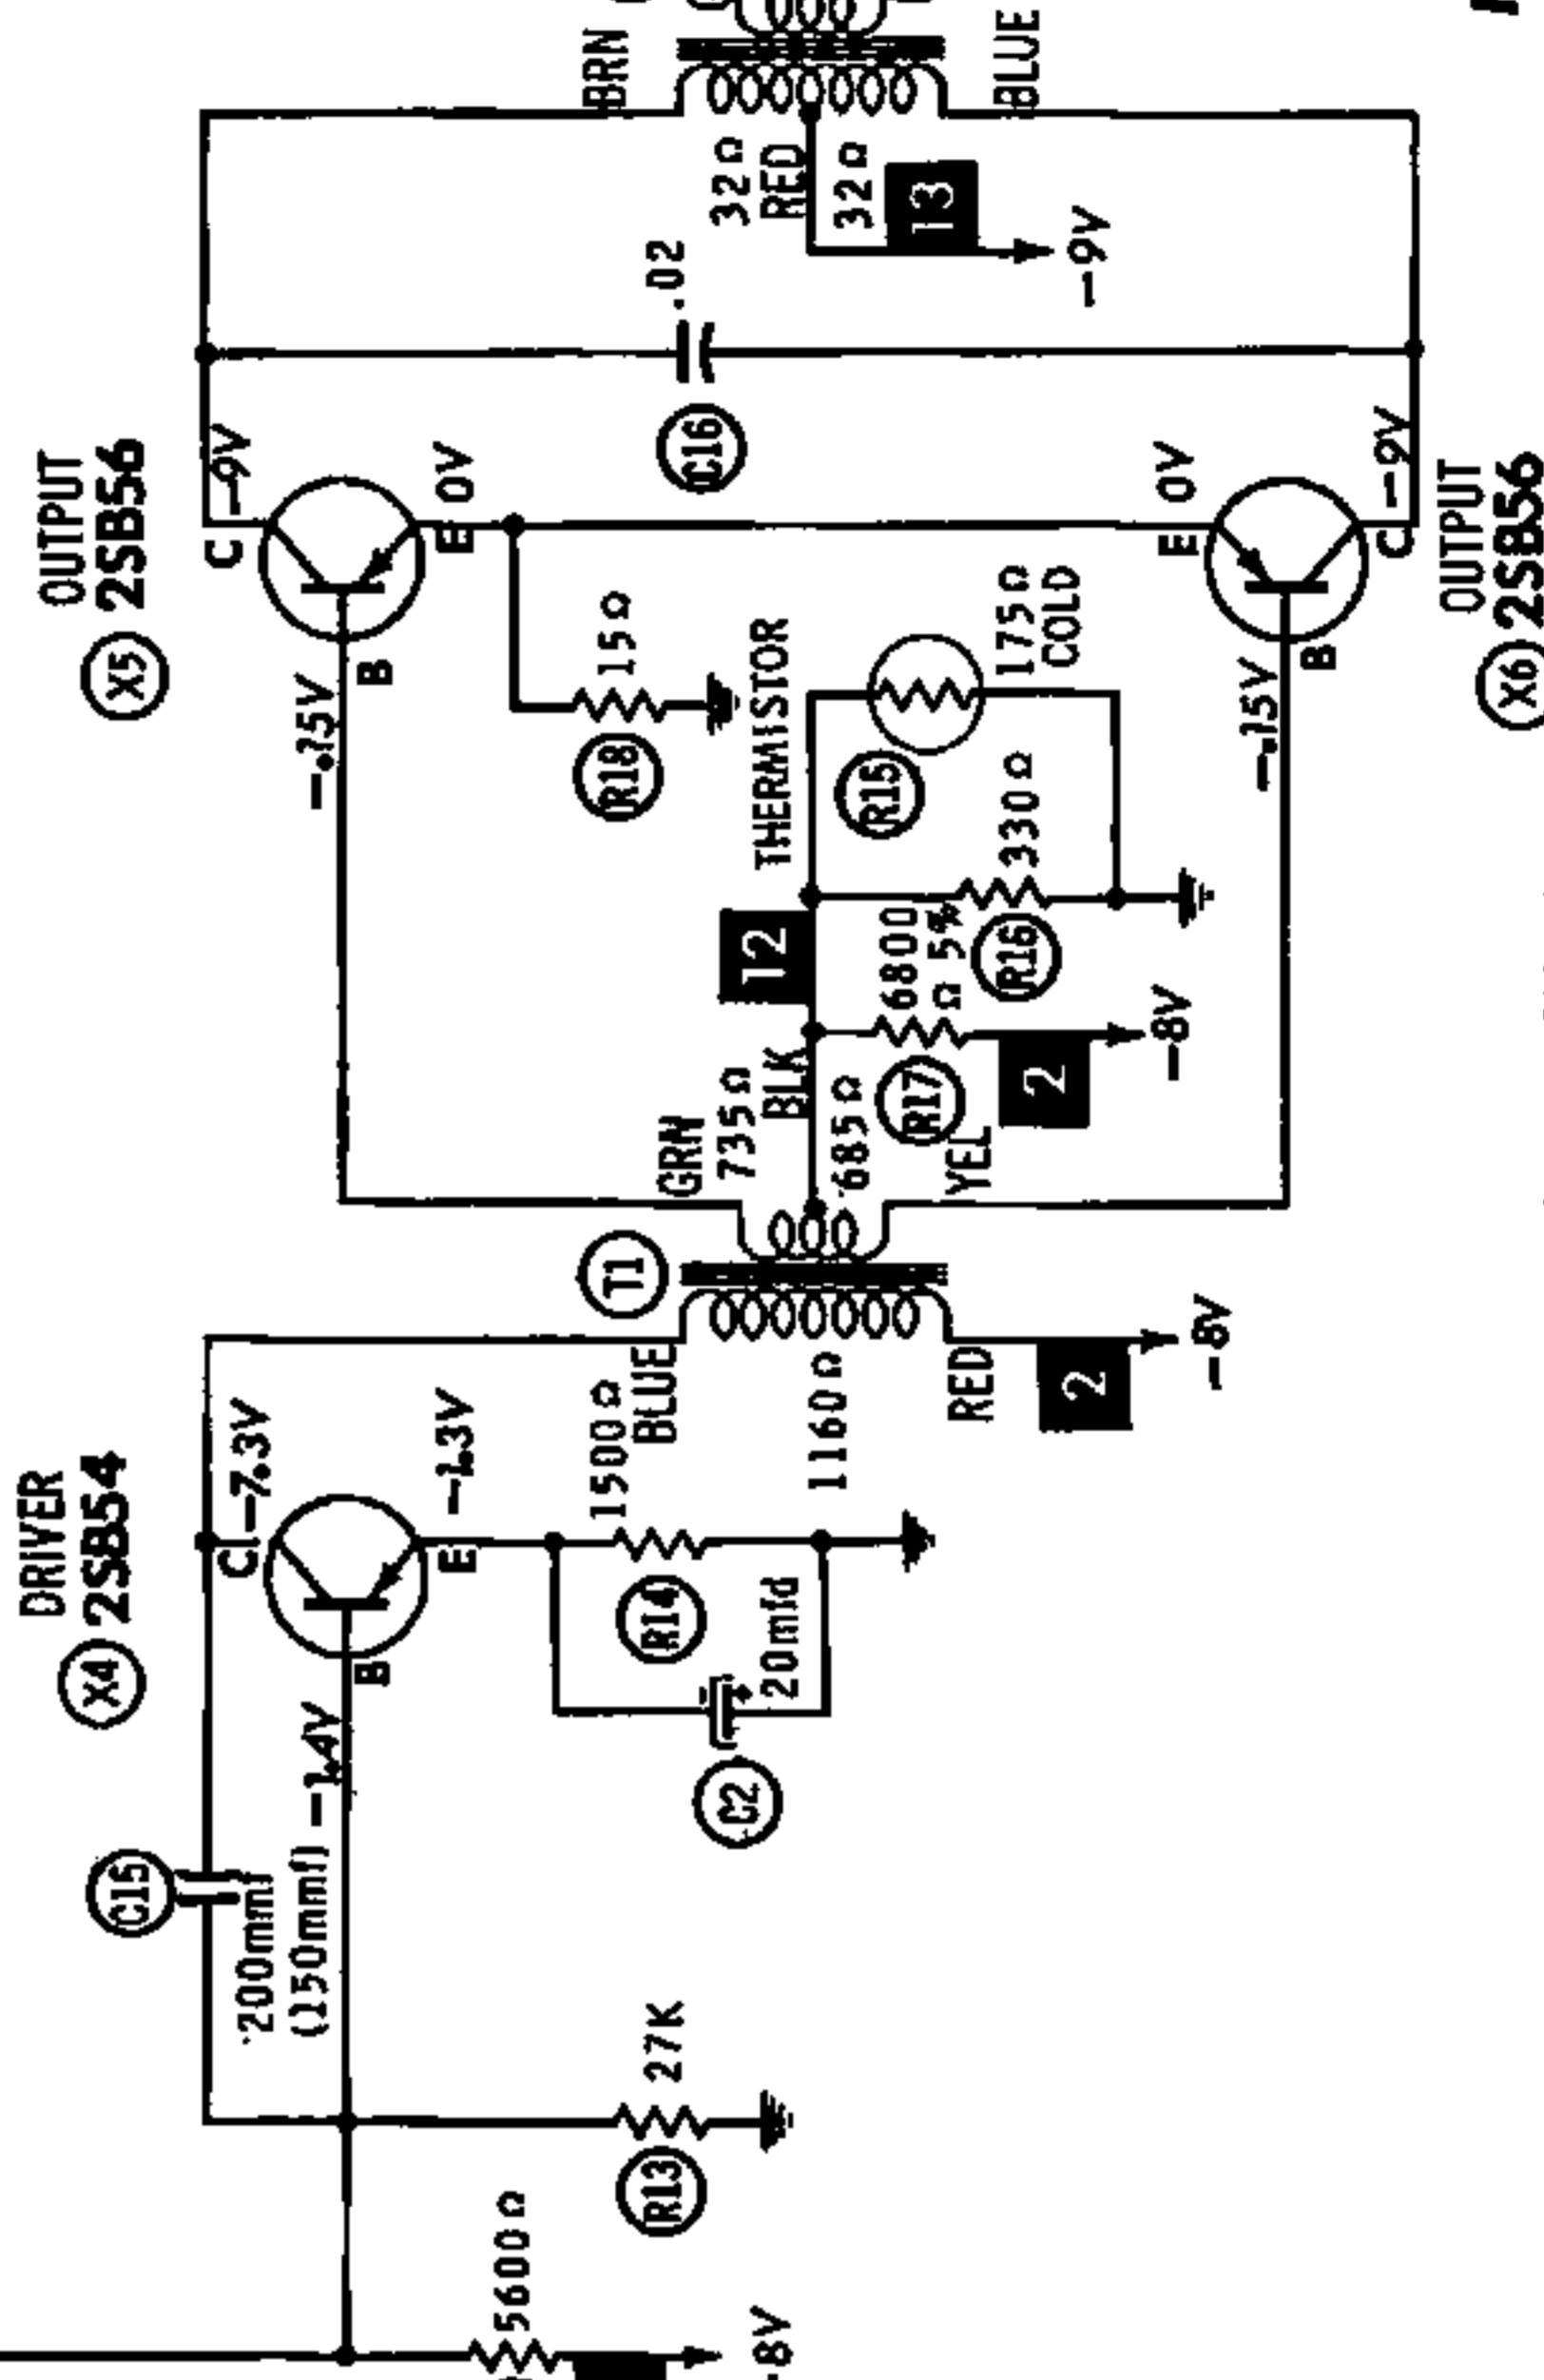 DRIVER
X4 2SB54
C15
200mmf
(150mmf)
C -7.3V
-1.4V
B
E -1.3V
5600Ω
-8V
R13
27K
C2
20mfd
R14
1500Ω
BLUE
1160Ω
RED
2
-8V
T1
GRN
735Ω
BLK
685Ω
YEL
12
R17
6800
Ω 5%
2
-8V
R16
330Ω
THERMISTOR
R15
175Ω
COLD
OUTPUT
X5 2SB56
C -9V
-.15V
B
E 0V
R18
15Ω
C16
.02
E 0V
-.15V
B
C -9V
OUTPUT
X6 2SB56
BRN
32Ω
RED
32Ω
13
-9V
BLUE